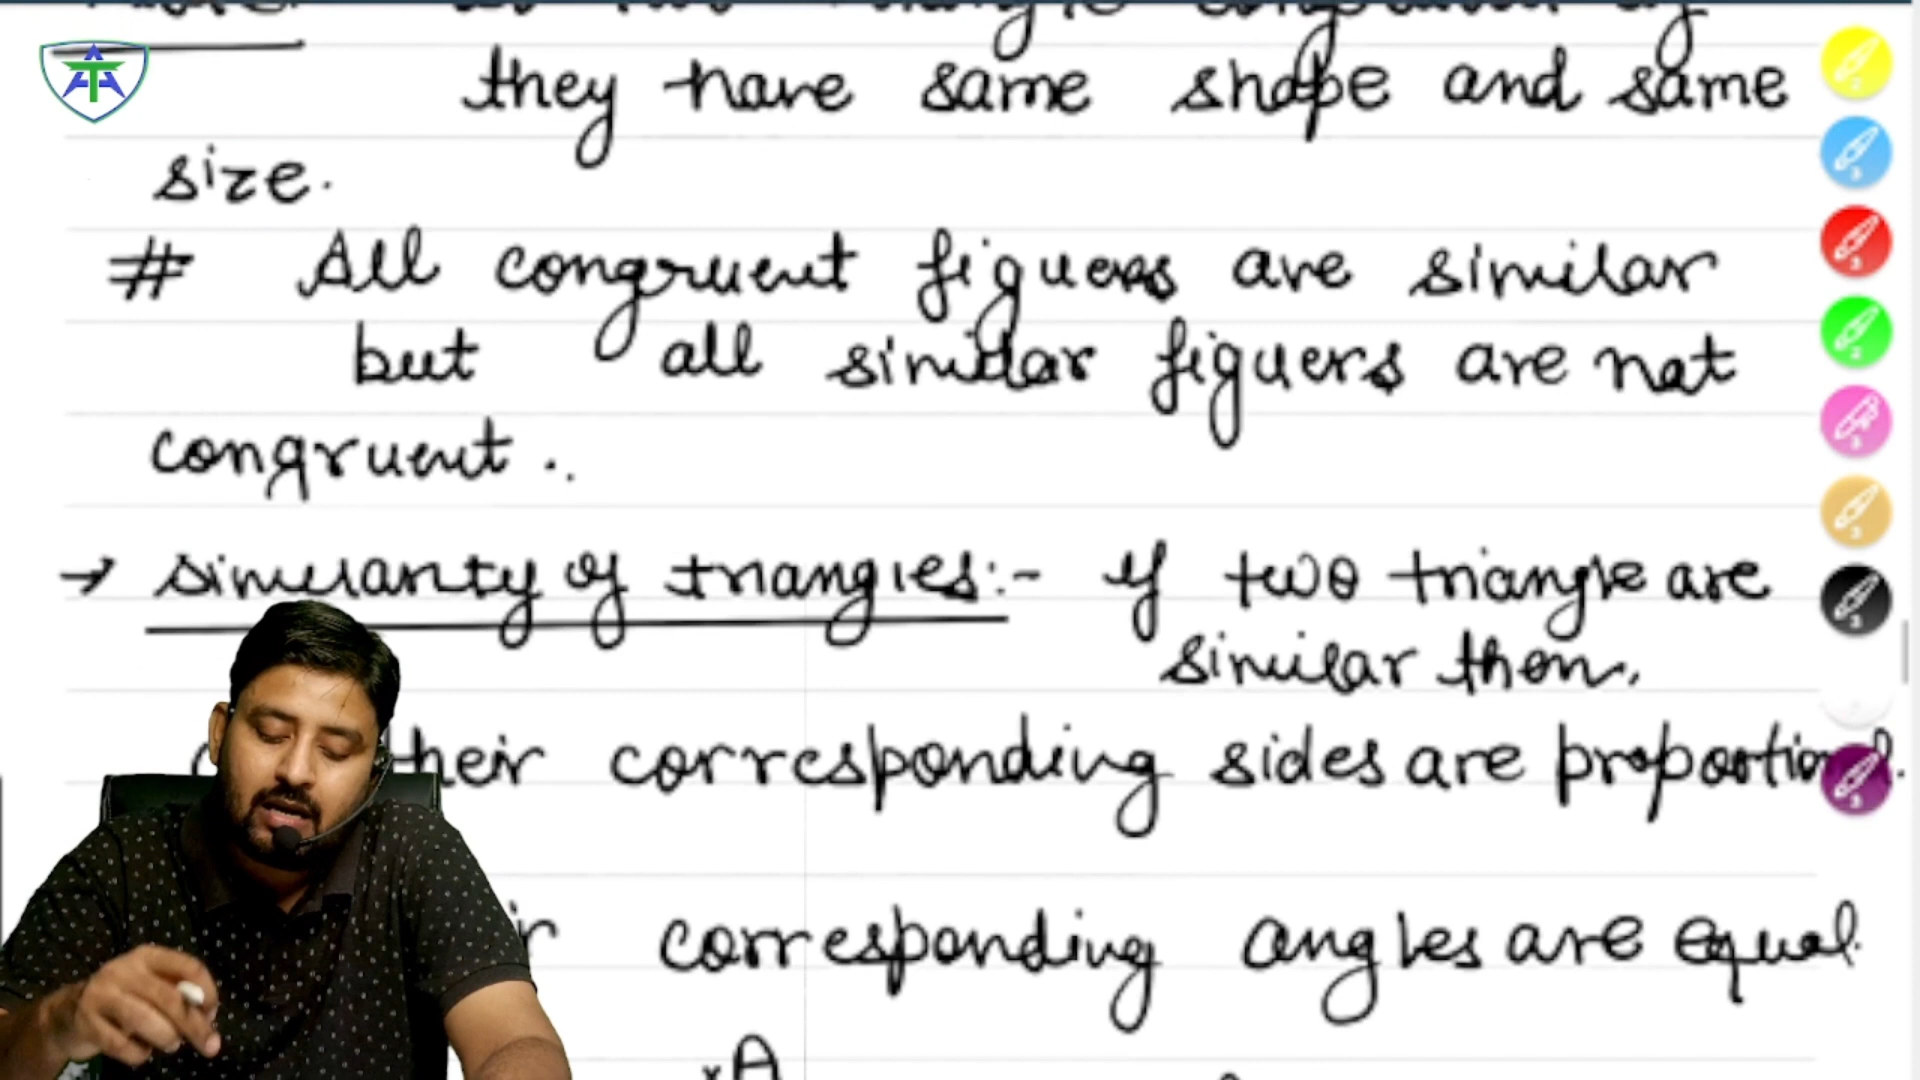 they have same shape and same
size.
# All congruent figuers are similar
but all similar figuers are not
congruent..
→ similarity of triangles:- if two triangle are
similar then,
their corresponding sides are proportional.
corresponding angles are equal.
A